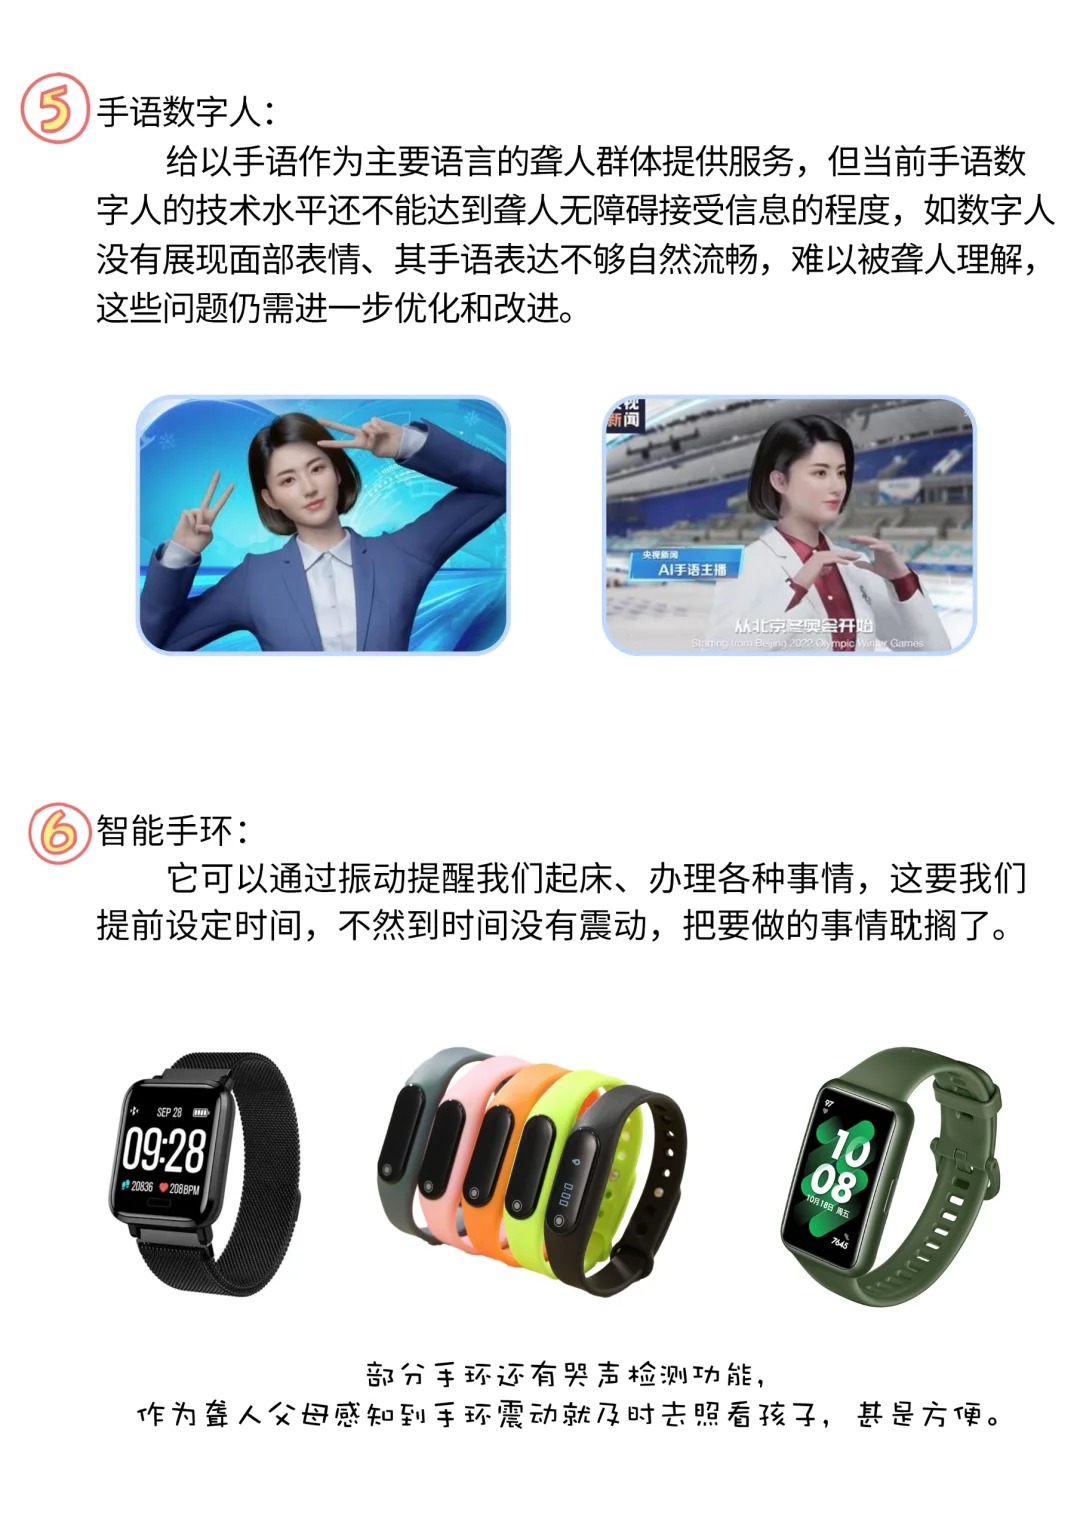 5 手语数字人：
给以手语作为主要语言的聋人群体提供服务，但当前手语数
字人的技术水平还不能达到聋人无障碍接受信息的程度，如数字人
没有展现面部表情、其手语表达不够自然流畅，难以被聋人理解，
这些问题仍需进一步优化和改进。
央视
新闻
央视新闻
AI手语主播
从北京冬奥会开始
Starting from Beijing 2022 Olympic Winter Games
6 智能手环：
它可以通过振动提醒我们起床、办理各种事情，这要我们
提前设定时间，不然到时间没有震动，把要做的事情耽搁了。
SEP 28
09:28
20836 208BPM
000
97
10
08
10月18日 周五
7645
部分手环还有哭声检测功能，
作为聋人父母感知到手环震动就及时去照看孩子，甚是方便。